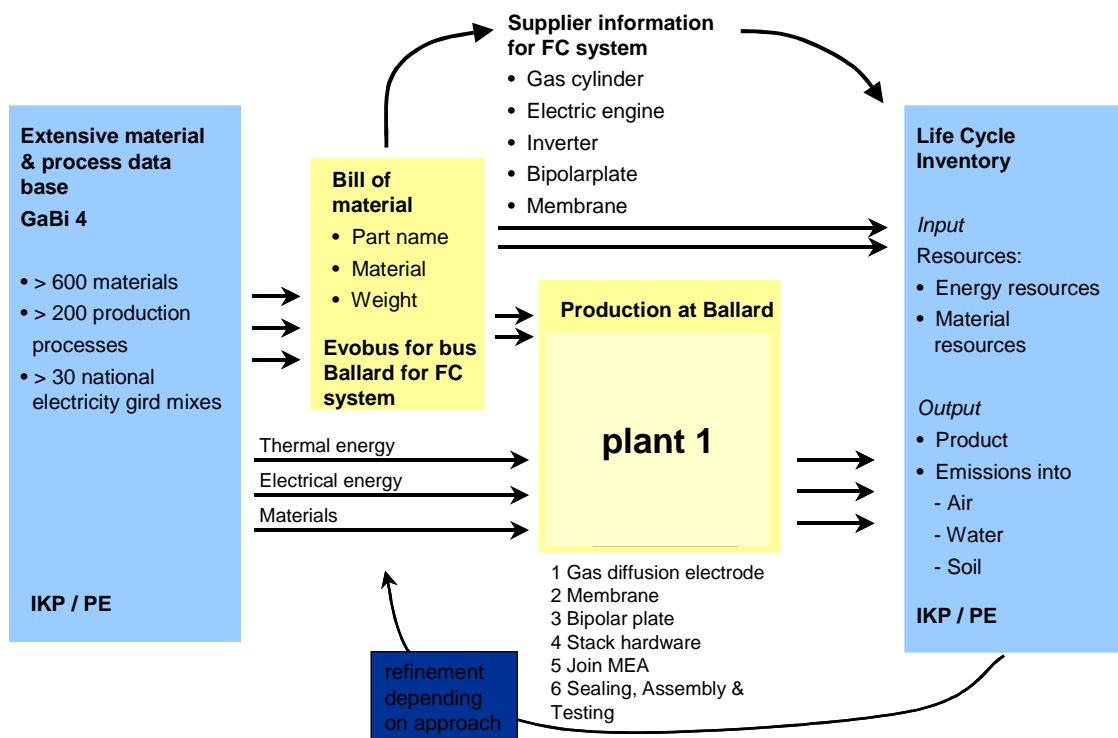 Supplier information
for FC system
• Gas cylinder
• Electric engine
• Inverter
• Bipolarplate
• Membrane
Extensive material
& process data
base
GaBi 4
• > 600 materials
• > 200 production
processes
• > 30 national
electricity gird mixes
IKP / PE
Bill of
material
• Part name
• Material
• Weight
Evobus for bus
Ballard for FC
system
Thermal energy
Electrical energy
Materials
Production at Ballard
plant 1
1 Gas diffusion electrode
2 Membrane
3 Bipolar plate
4 Stack hardware
5 Join MEA
6 Sealing, Assembly &
Testing
refinement
depending
on approach
Life Cycle
Inventory
Input
Resources:
• Energy resources
• Material
resources
Output
• Product
• Emissions into
- Air
- Water
- Soil
IKP / PE